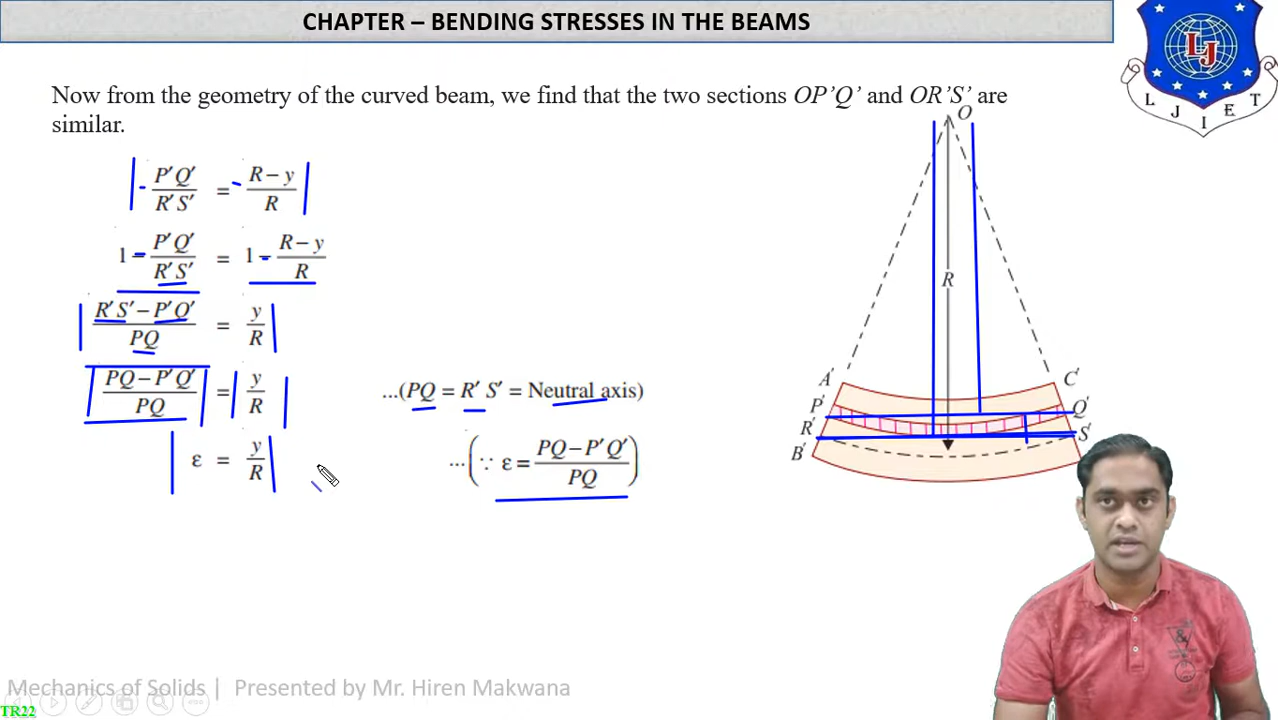 CHAPTER – BENDING STRESSES IN THE BEAMS
LJ
L J I E T
Now from the geometry of the curved beam, we find that the two sections OP’Q’ and OR’S’ are
similar.
P'Q' / R'S' = R – y / R
1 – P'Q' / R'S' = 1 – R – y / R
R'S' – P'Q' / PQ = y / R
PQ – P'Q' / PQ = y / R ...(PQ = R' S' = Neutral axis)
ε = y / R ...(∵ ε = PQ – P'Q' / PQ)
O
R
A' C'
P' Q'
R' S'
B'
Mechanics of Solids | Presented by Mr. Hiren Makwana
TR22